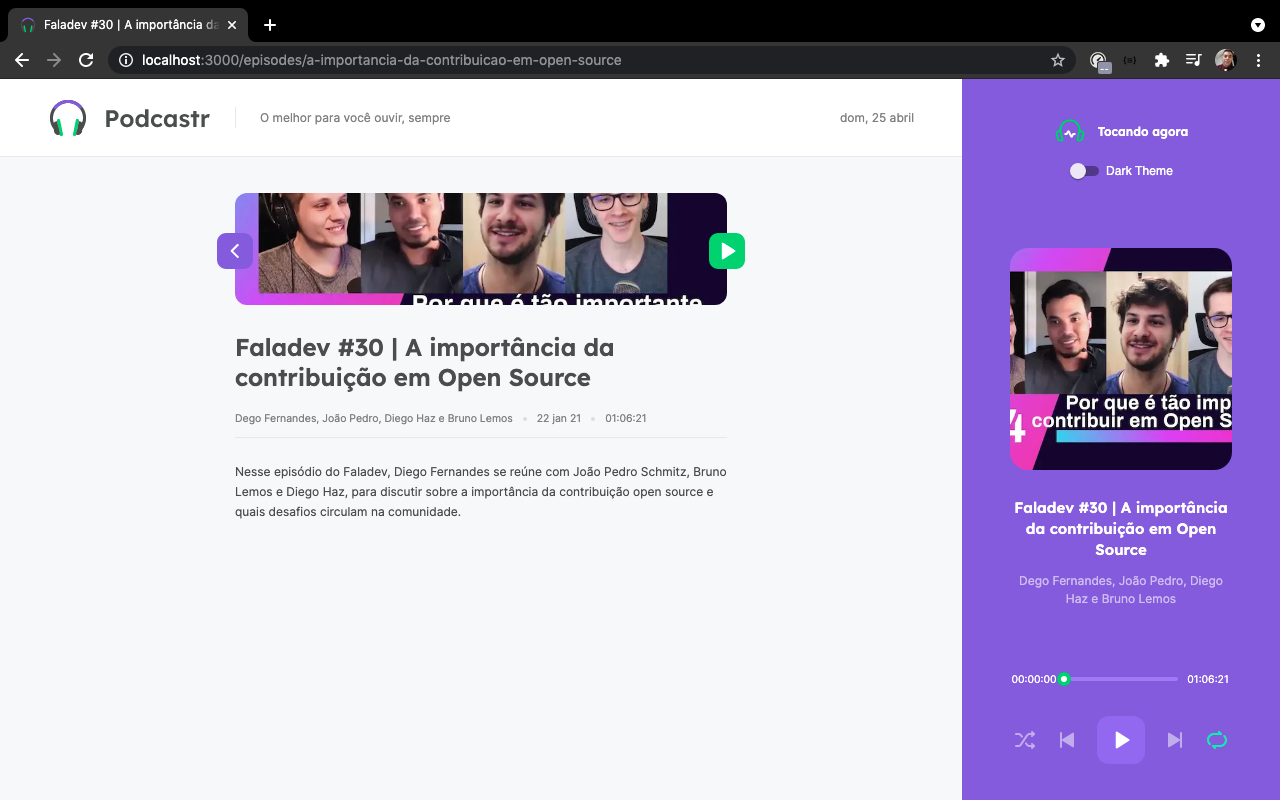 Faladev #30 | A importância da
localhost:3000/episodes/a-importancia-da-contribuicao-em-open-source
Podcastr
O melhor para você ouvir, sempre
dom, 25 abril
Por que é tão importante
Faladev #30 | A importância da
contribuição em Open Source
Dego Fernandes, João Pedro, Diego Haz e Bruno Lemos • 22 jan 21 • 01:06:21
Nesse episódio do Faladev, Diego Fernandes se reúne com João Pedro Schmitz, Bruno
Lemos e Diego Haz, para discutir sobre a importância da contribuição open source e
quais desafios circulam na comunidade.
Tocando agora
Dark Theme
Por que é tão imp
4 contribuir em Open S
Faladev #30 | A importância
da contribuição em Open
Source
Dego Fernandes, João Pedro, Diego
Haz e Bruno Lemos
00:00:00 01:06:21